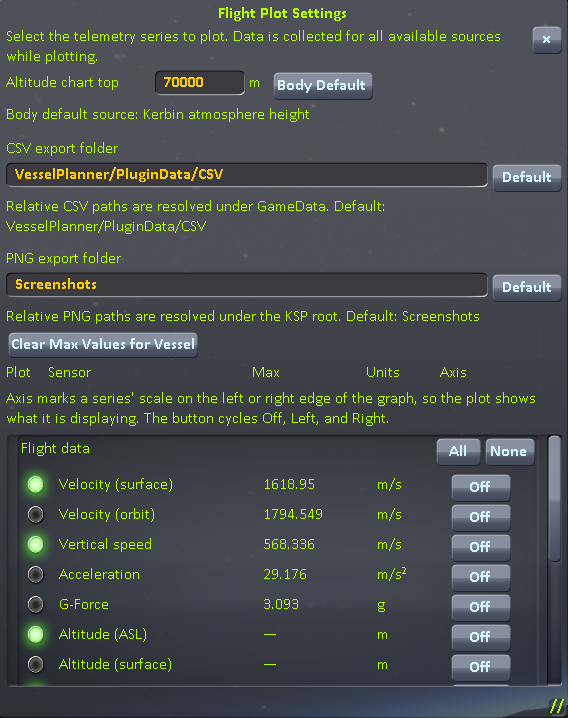 Flight Plot Settings
Select the telemetry series to plot. Data is collected for all available sources
while plotting.
×
Altitude chart top 70000 m Body Default
Body default source: Kerbin atmosphere height
CSV export folder
VesselPlanner/PluginData/CSV Default
Relative CSV paths are resolved under GameData. Default:
VesselPlanner/PluginData/CSV
PNG export folder
Screenshots Default
Relative PNG paths are resolved under the KSP root. Default: Screenshots
Clear Max Values for Vessel
Plot Sensor Max Units Axis
Axis marks a series' scale on the left or right edge of the graph, so the plot shows
what it is displaying. The button cycles Off, Left, and Right.
Flight data All None
Velocity (surface) 1618.95 m/s Off
Velocity (orbit) 1794.549 m/s Off
Vertical speed 568.336 m/s Off
Acceleration 29.176 m/s² Off
G-Force 3.093 g Off
Altitude (ASL) — m Off
Altitude (surface) — m Off